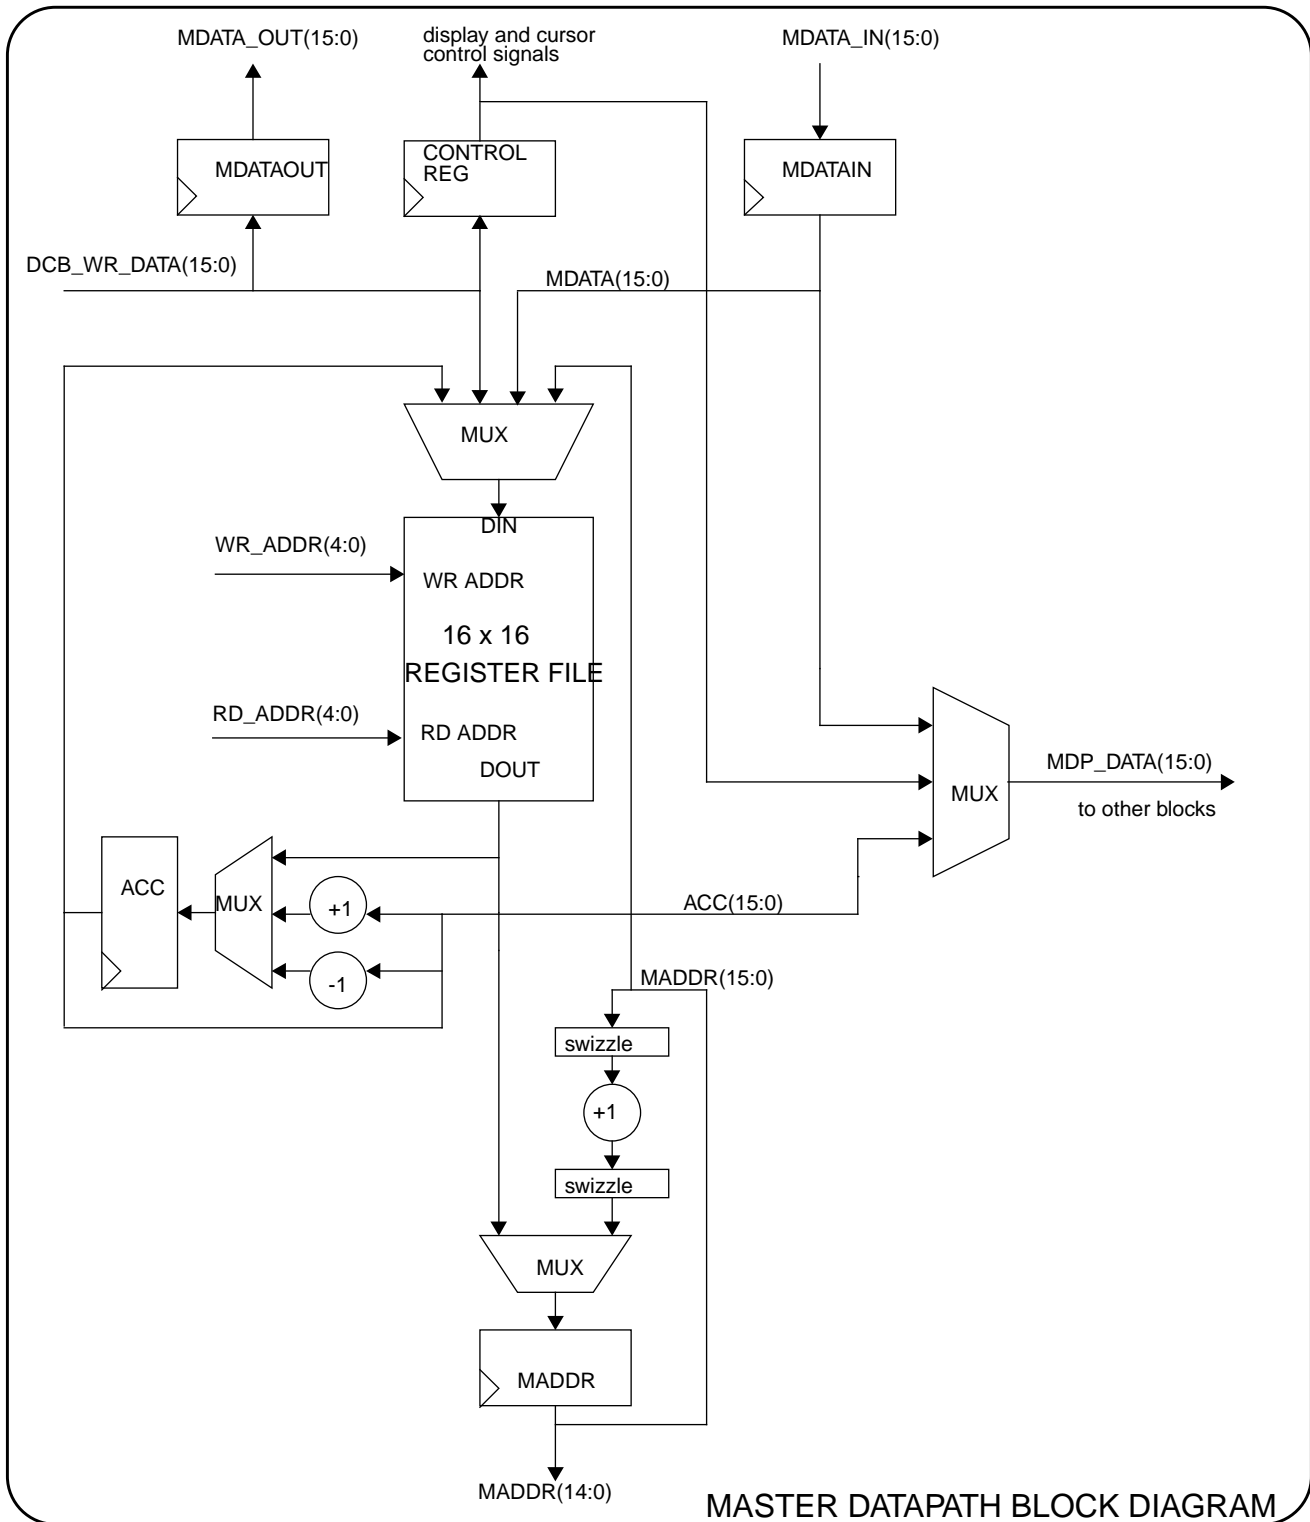 MDATA_OUT(15:0)
display and cursor
control signals
MDATA_IN(15:0)
MDATAOUT
CONTROL
REG
MDATAIN
DCB_WR_DATA(15:0)
MDATA(15:0)
MUX
DIN
WR_ADDR(4:0)
WR ADDR
16 x 16
REGISTER FILE
RD_ADDR(4:0)
RD ADDR
DOUT
MDP_DATA(15:0)
MUX
to other blocks
ACC
MUX
+1
ACC(15:0)
-1
MADDR(15:0)
swizzle
+1
swizzle
MUX
MADDR
MADDR(14:0)
MASTER DATAPATH BLOCK DIAGRAM